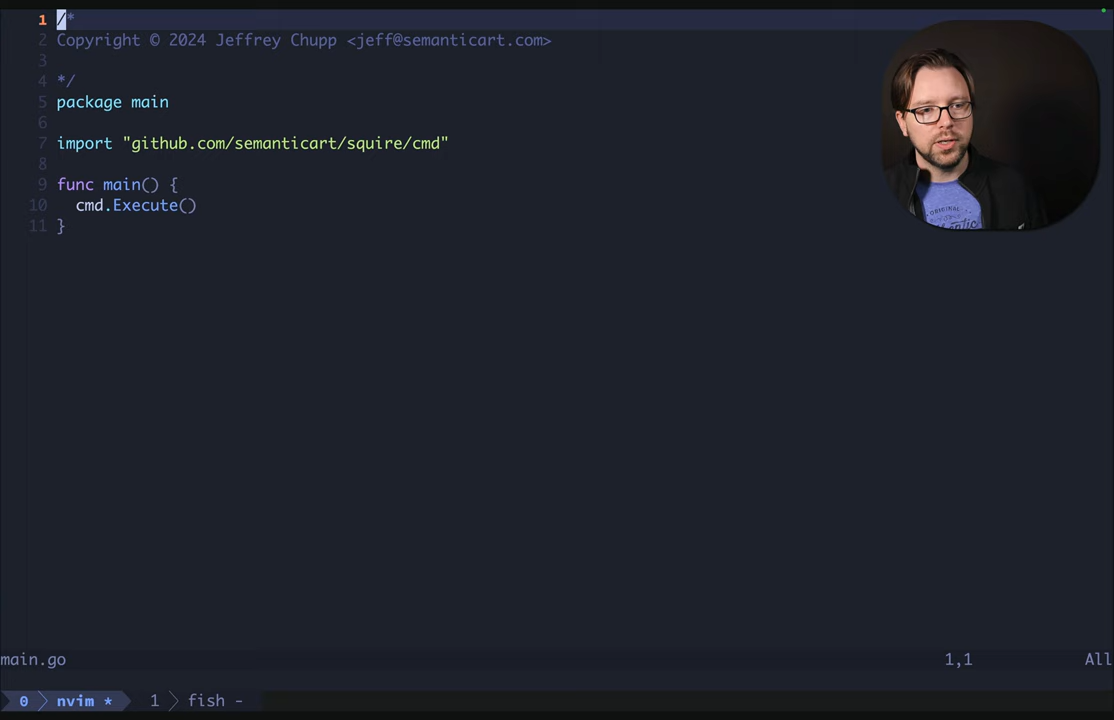 1 /*
2 Copyright © 2024 Jeffrey Chupp <jeff@semanticart.com>
3
4 */
5 package main
6
7 import "github.com/semanticart/squire/cmd"
8
9 func main() {
10 cmd.Execute()
11 }
ORIGINAL
main.go 1,1 All
0 nvim * 1 fish -